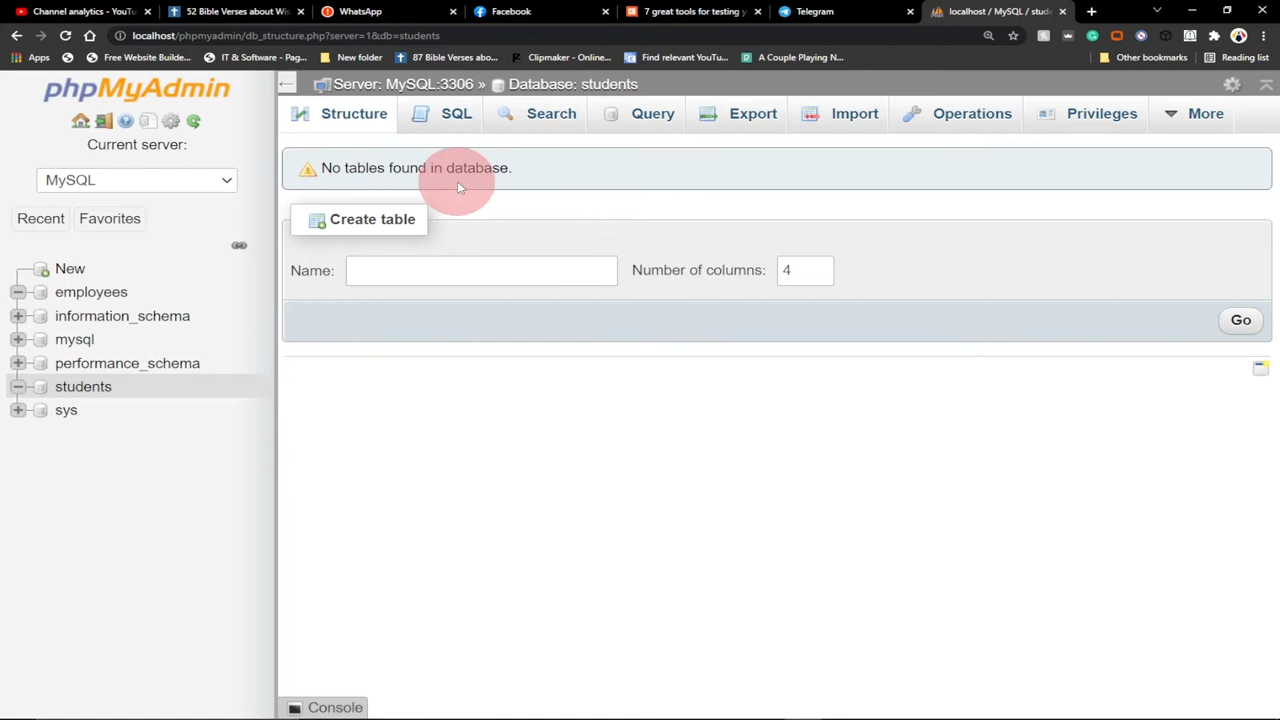 Channel analytics - YouTu
52 Bible Verses about Wis
WhatsApp
Facebook
7 great tools for testing y
Telegram
localhost / MySQL / stude
localhost/phpmyadmin/db_structure.php?server=1&db=students
Apps
Free Website Builde...
IT & Software - Pag...
New folder
87 Bible Verses abo...
Clipmaker - Online...
Find relevant YouTu...
A Couple Playing N...
Other bookmarks
Reading list
phpMyAdmin
Current server:
MySQL
Recent Favorites
New
employees
information_schema
mysql
performance_schema
students
sys
Server: MySQL:3306 » Database: students
Structure SQL Search Query Export Import Operations Privileges More
No tables found in database.
Create table
Name: Number of columns: 4
Go
Console